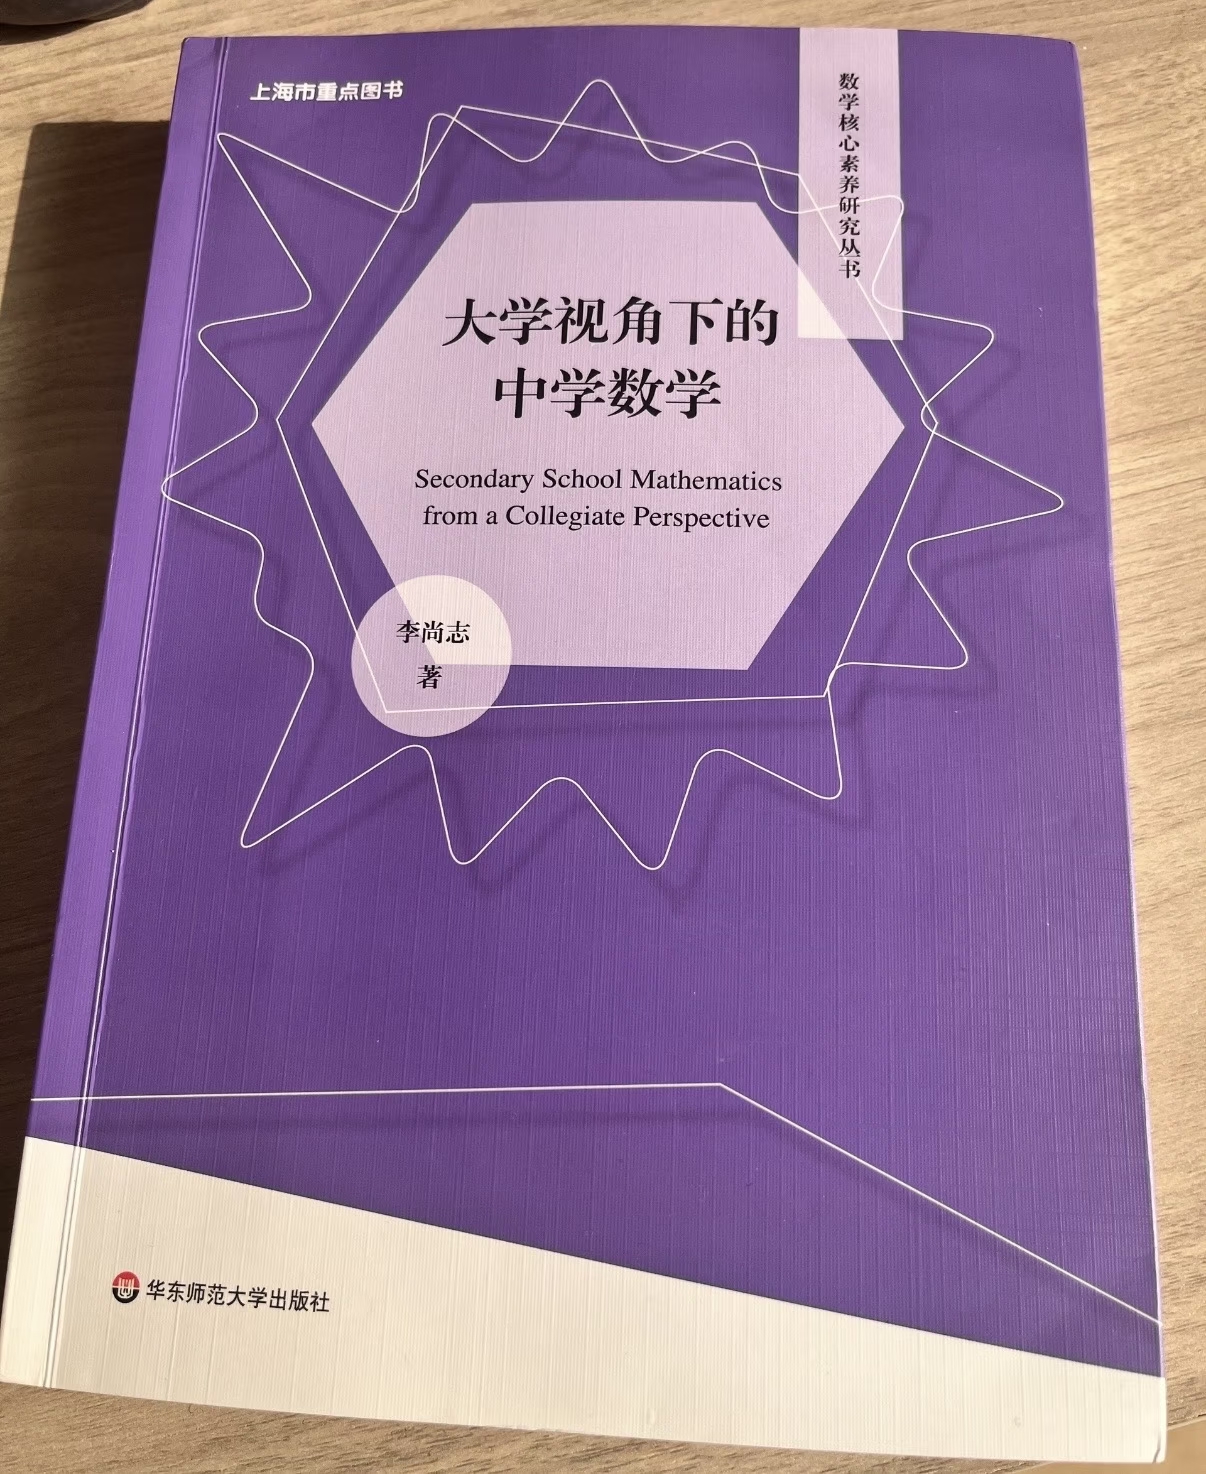 上海市重点图书
数学核心素养研究丛书
大学视角下的
中学数学
Secondary School Mathematics
from a Collegiate Perspective
李尚志
著
华东师范大学出版社